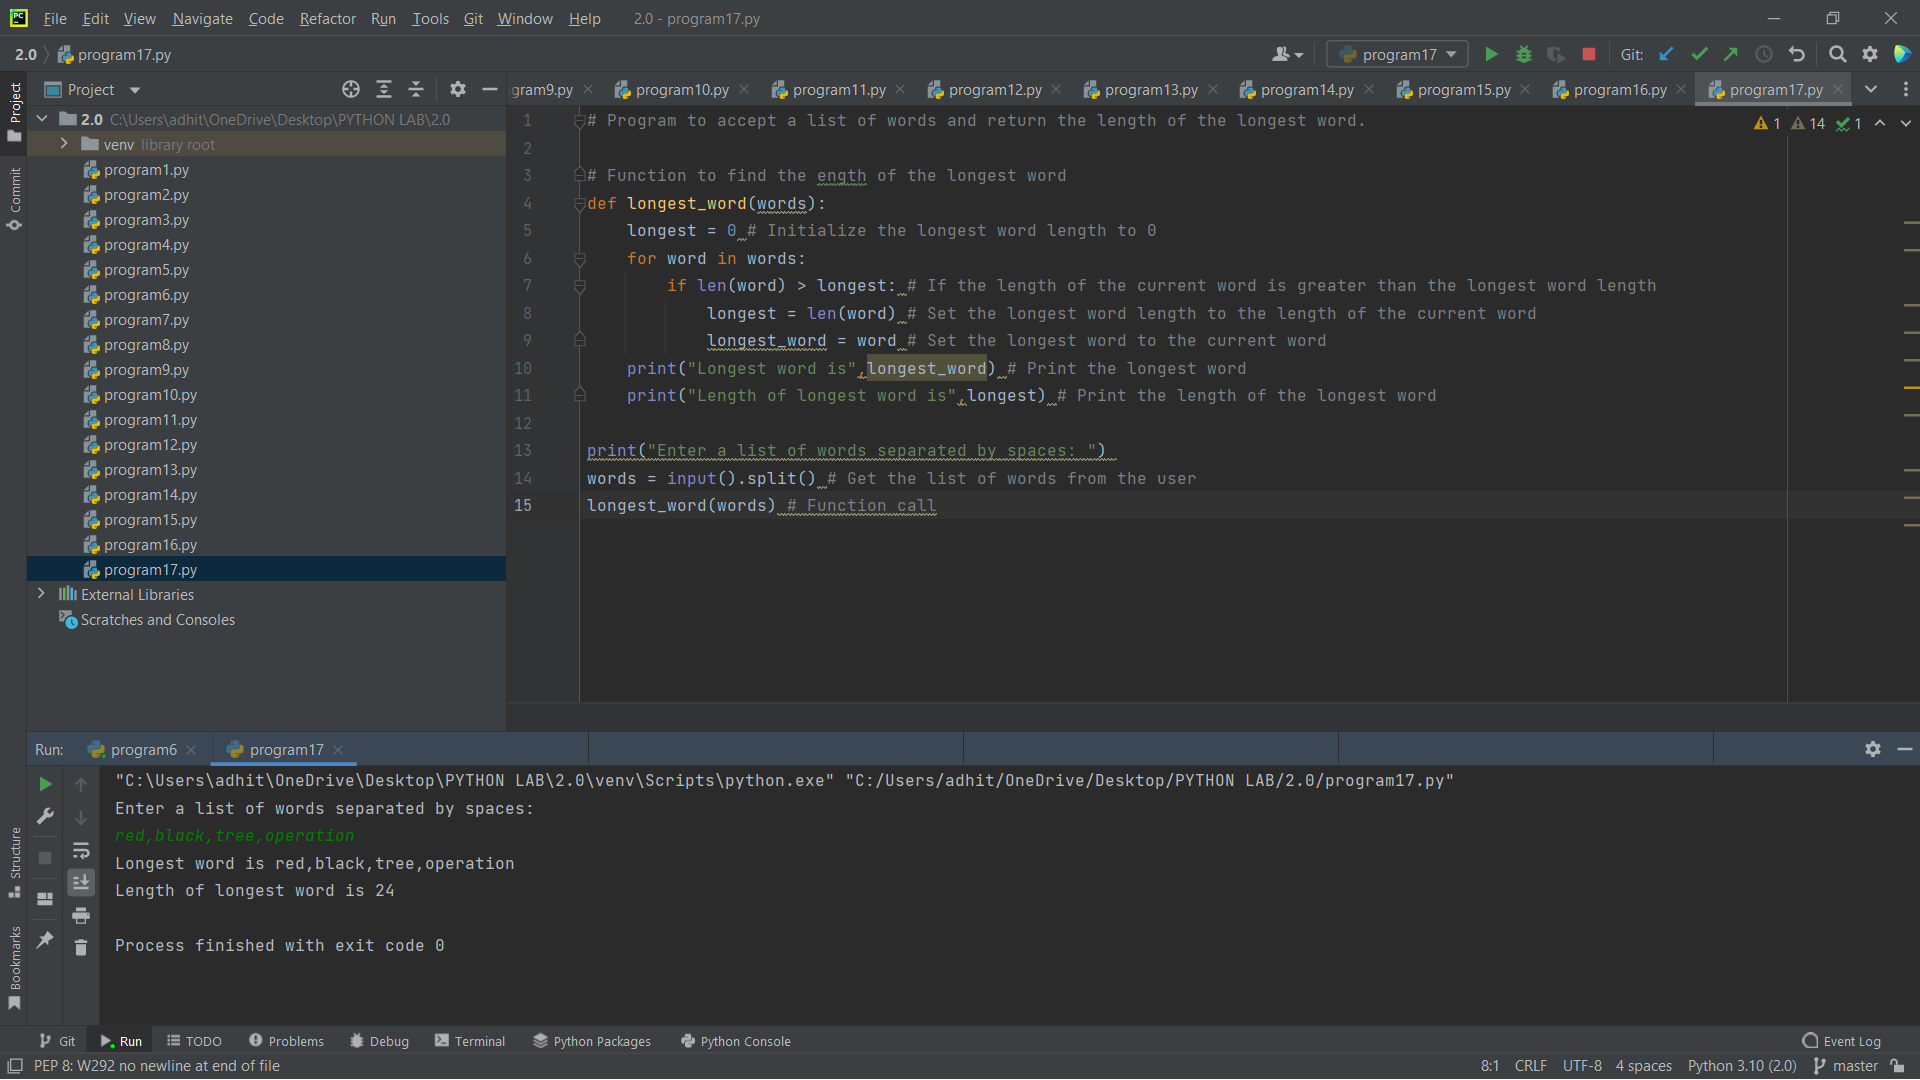 File Edit View Navigate Code Refactor Run Tools Git Window Help 2.0 - program17.py
2.0 program17.py program17 Git:
Project
gram9.py program10.py program11.py program12.py program13.py program14.py program15.py program16.py program17.py
2.0 C:\Users\adhit\OneDrive\Desktop\PYTHON LAB\2.0
venv library root
program1.py
program2.py
program3.py
program4.py
program5.py
program6.py
program7.py
program8.py
program9.py
program10.py
program11.py
program12.py
program13.py
program14.py
program15.py
program16.py
program17.py
External Libraries
Scratches and Consoles
Project
Commit
Structure
Bookmarks
1 14 1
1 # Program to accept a list of words and return the length of the longest word.
2
3 # Function to find the ength of the longest word
4 def longest_word(words):
5 longest = 0 # Initialize the longest word length to 0
6 for word in words:
7 if len(word) > longest: # If the length of the current word is greater than the longest word length
8 longest = len(word) # Set the longest word length to the length of the current word
9 longest_word = word # Set the longest word to the current word
10 print("Longest word is",longest_word) # Print the longest word
11 print("Length of longest word is",longest) # Print the length of the longest word
12
13 print("Enter a list of words separated by spaces: ")
14 words = input().split() # Get the list of words from the user
15 longest_word(words) # Function call
Run: program6 program17
"C:\Users\adhit\OneDrive\Desktop\PYTHON LAB\2.0\venv\Scripts\python.exe" "C:/Users/adhit/OneDrive/Desktop/PYTHON LAB/2.0/program17.py"
Enter a list of words separated by spaces:
red,black,tree,operation
Longest word is red,black,tree,operation
Length of longest word is 24
Process finished with exit code 0
Git Run TODO Problems Debug Terminal Python Packages Python Console Event Log
PEP 8: W292 no newline at end of file 8:1 CRLF UTF-8 4 spaces Python 3.10 (2.0) master